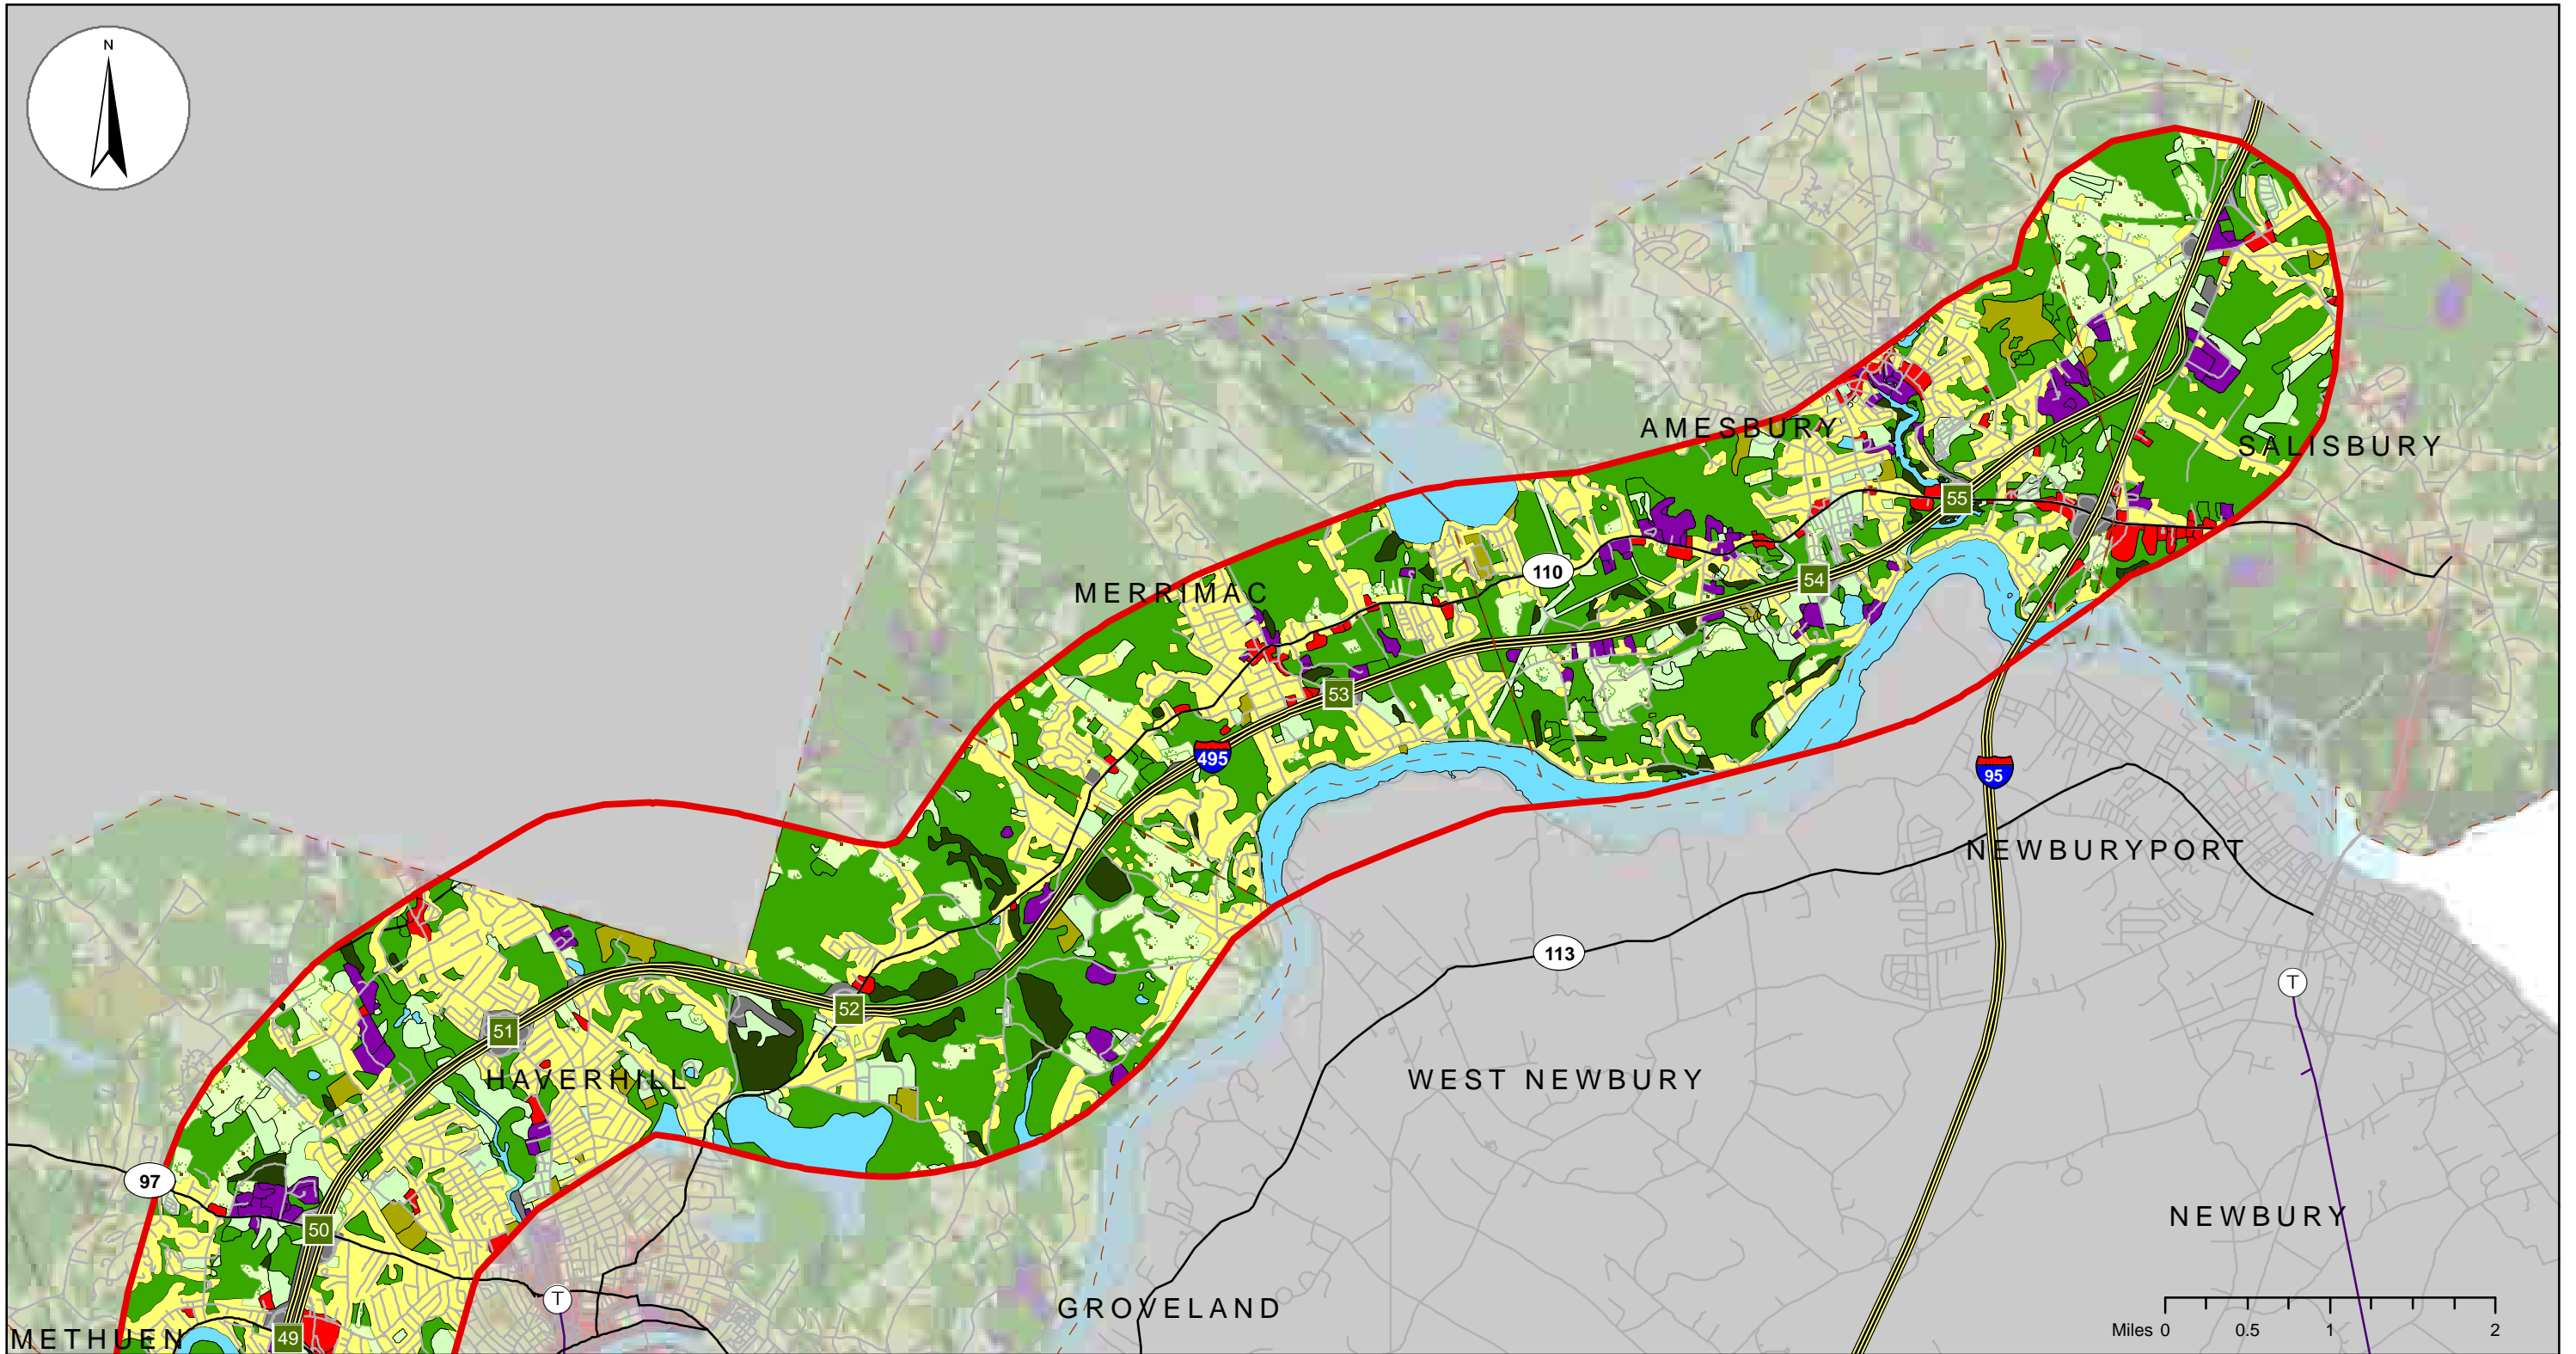 N
AMESBURY
SALISBURY
55
110
54
MERRIMAC
53
495
95
NEWBURYPORT
113
T
52
51
HAVERHILL
WEST NEWBURY
97
50
NEWBURY
T
GROVELAND
METHUEN
49
Miles 0 0.5 1 2